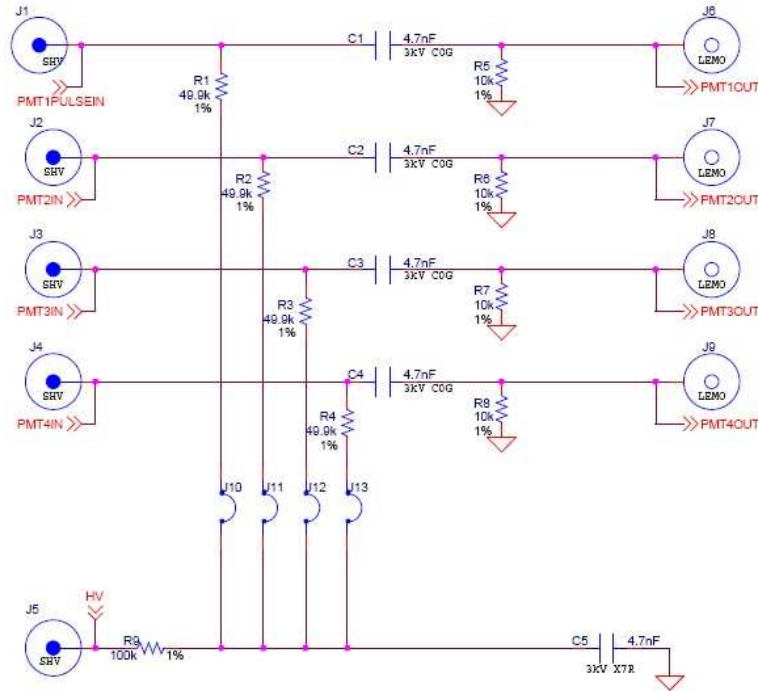 J1
SHV
PMT1PULSEIN
R1
49.9k
1%
C1
4.7nF
3kV COG
R5
10k
1%
J6
LEMO
PMT1OUT
J2
SHV
PMT2IN
R2
49.9k
1%
C2
4.7nF
3kV COG
R6
10k
1%
J7
LEMO
PMT2OUT
J3
SHV
PMT3IN
R3
49.9k
1%
C3
4.7nF
3kV COG
R7
10k
1%
J8
LEMO
PMT3OUT
J4
SHV
PMT4IN
R4
49.9k
1%
C4
4.7nF
3kV COG
R8
10k
1%
J9
LEMO
PMT4OUT
J10
J11
J12
J13
HV
J5
SHV
R9
100k
1%
C5
4.7nF
3kV X7R